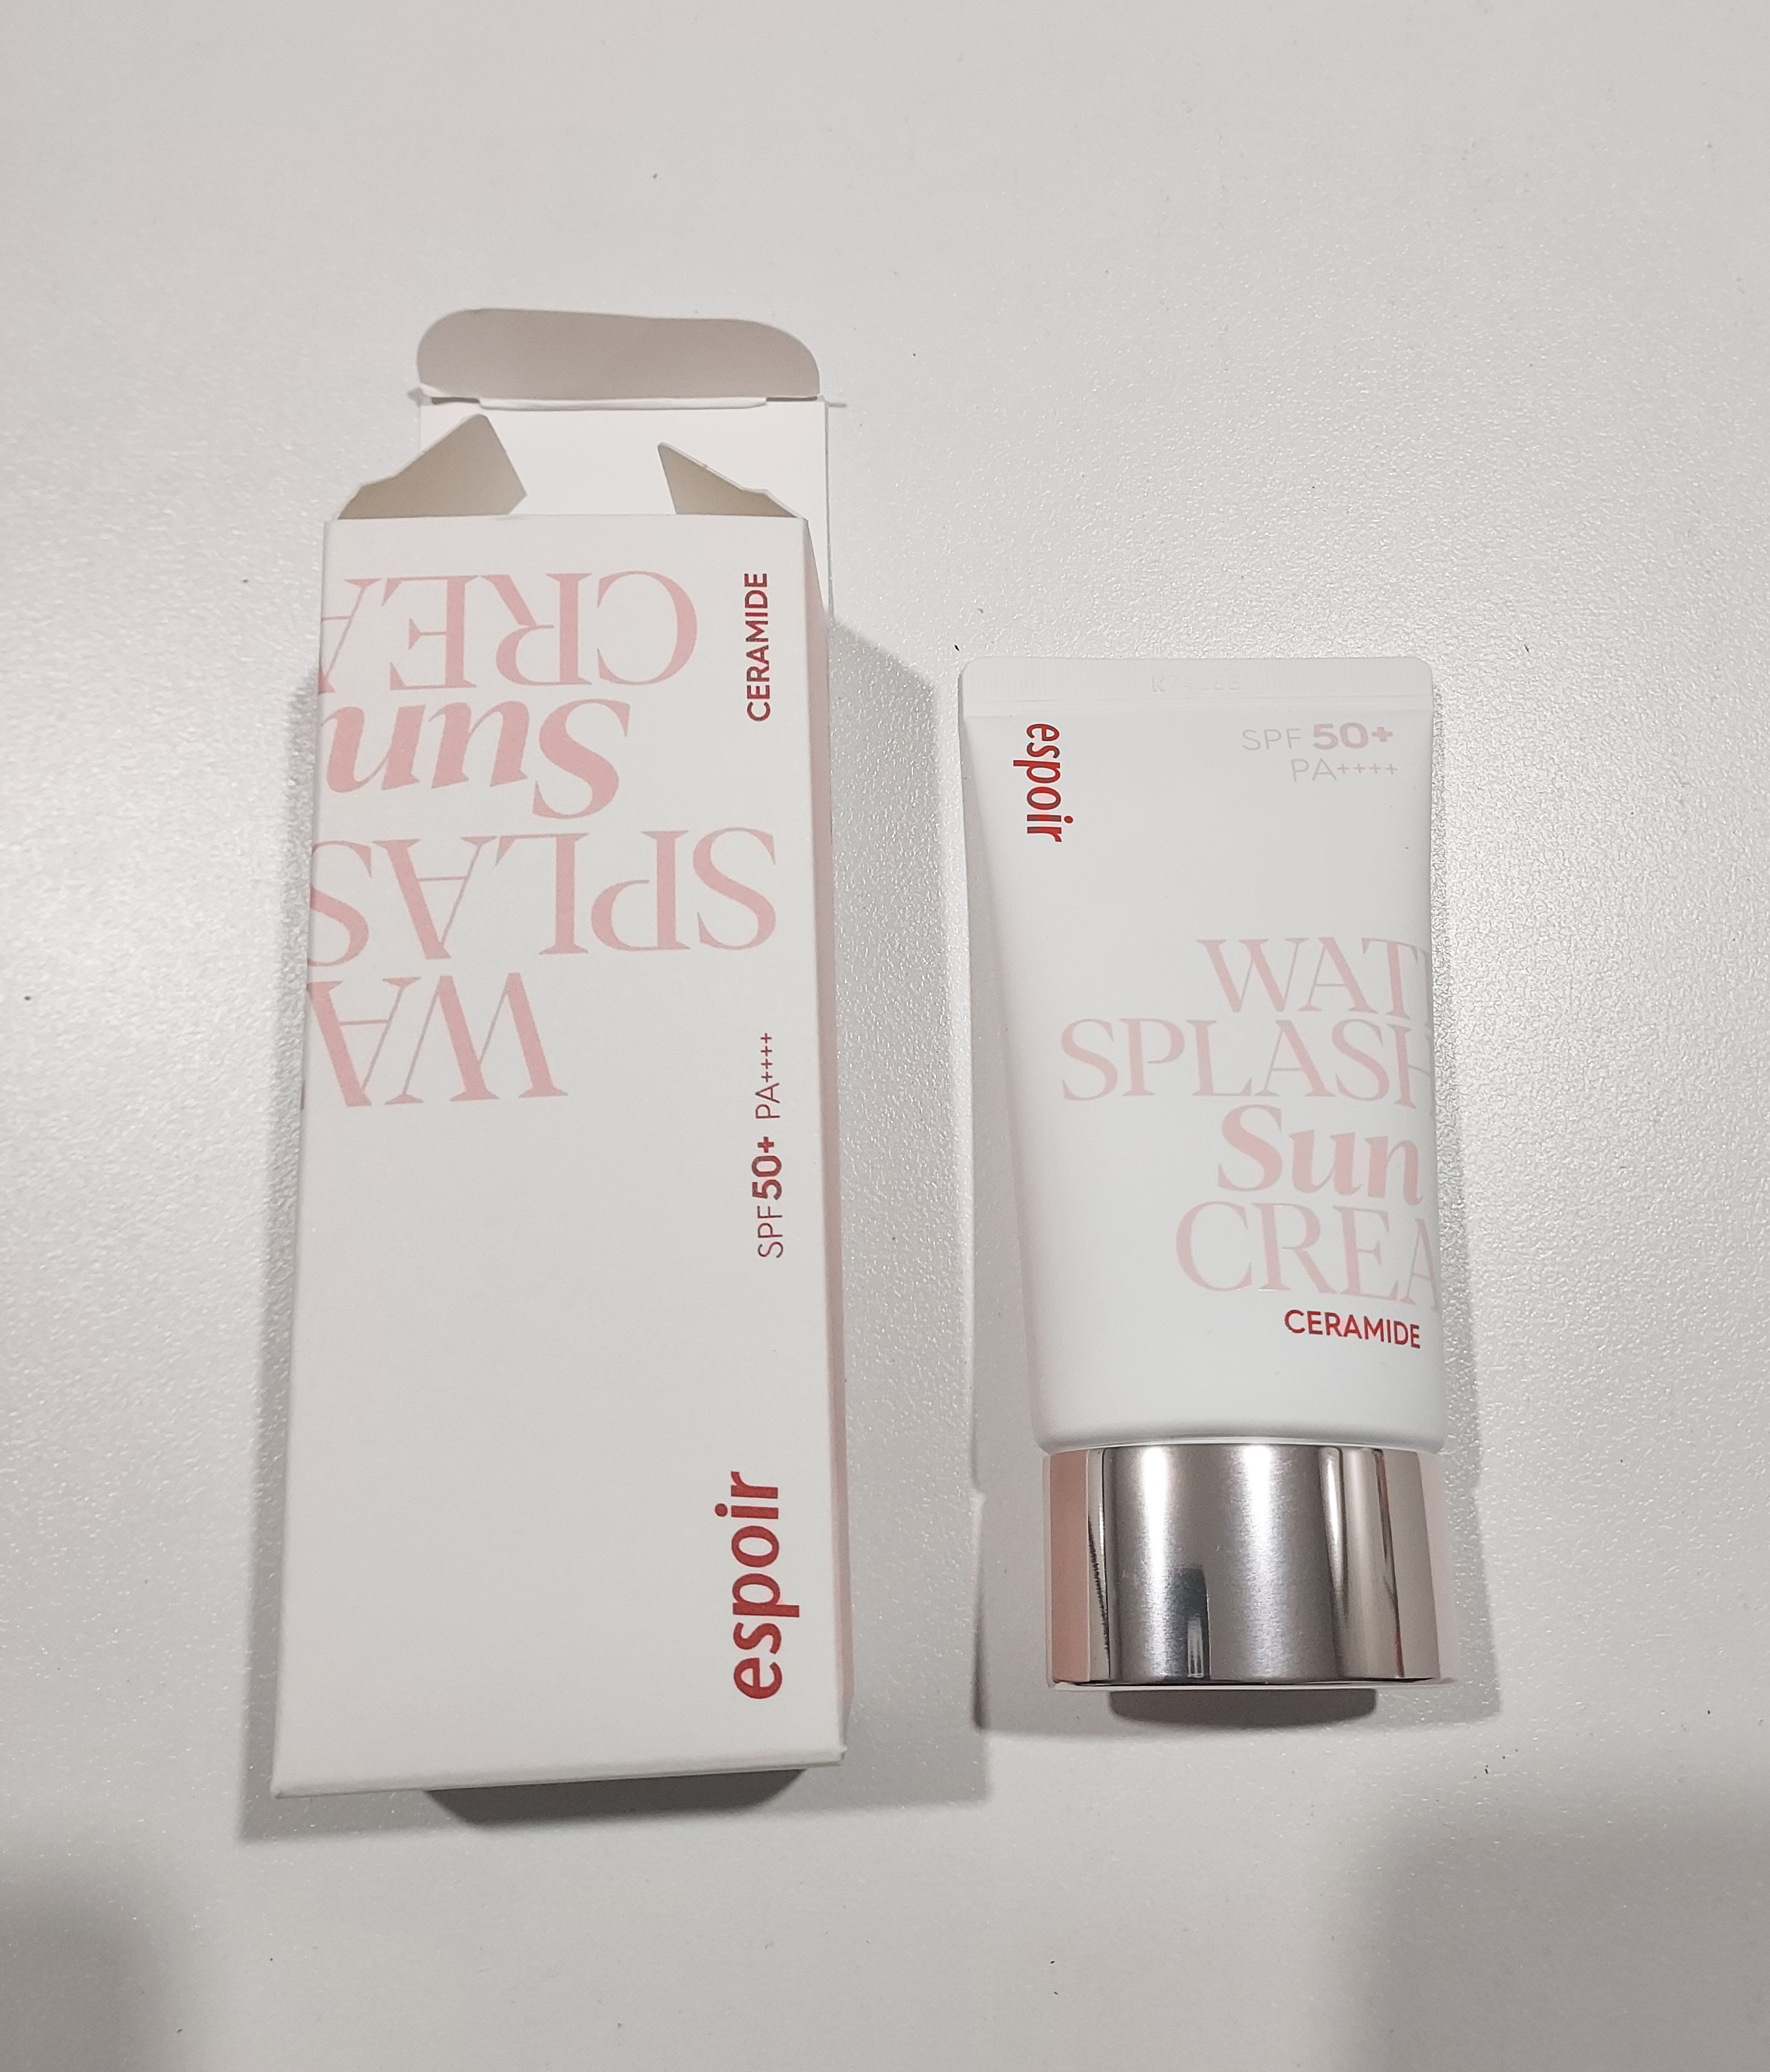 CERAMIDE
WA
SPLAS
Sun
CREA
SPF 50+ PA++++
espoir
espoir
SPF 50+
PA++++
WAT
SPLASH
Sun
CREA
CERAMIDE